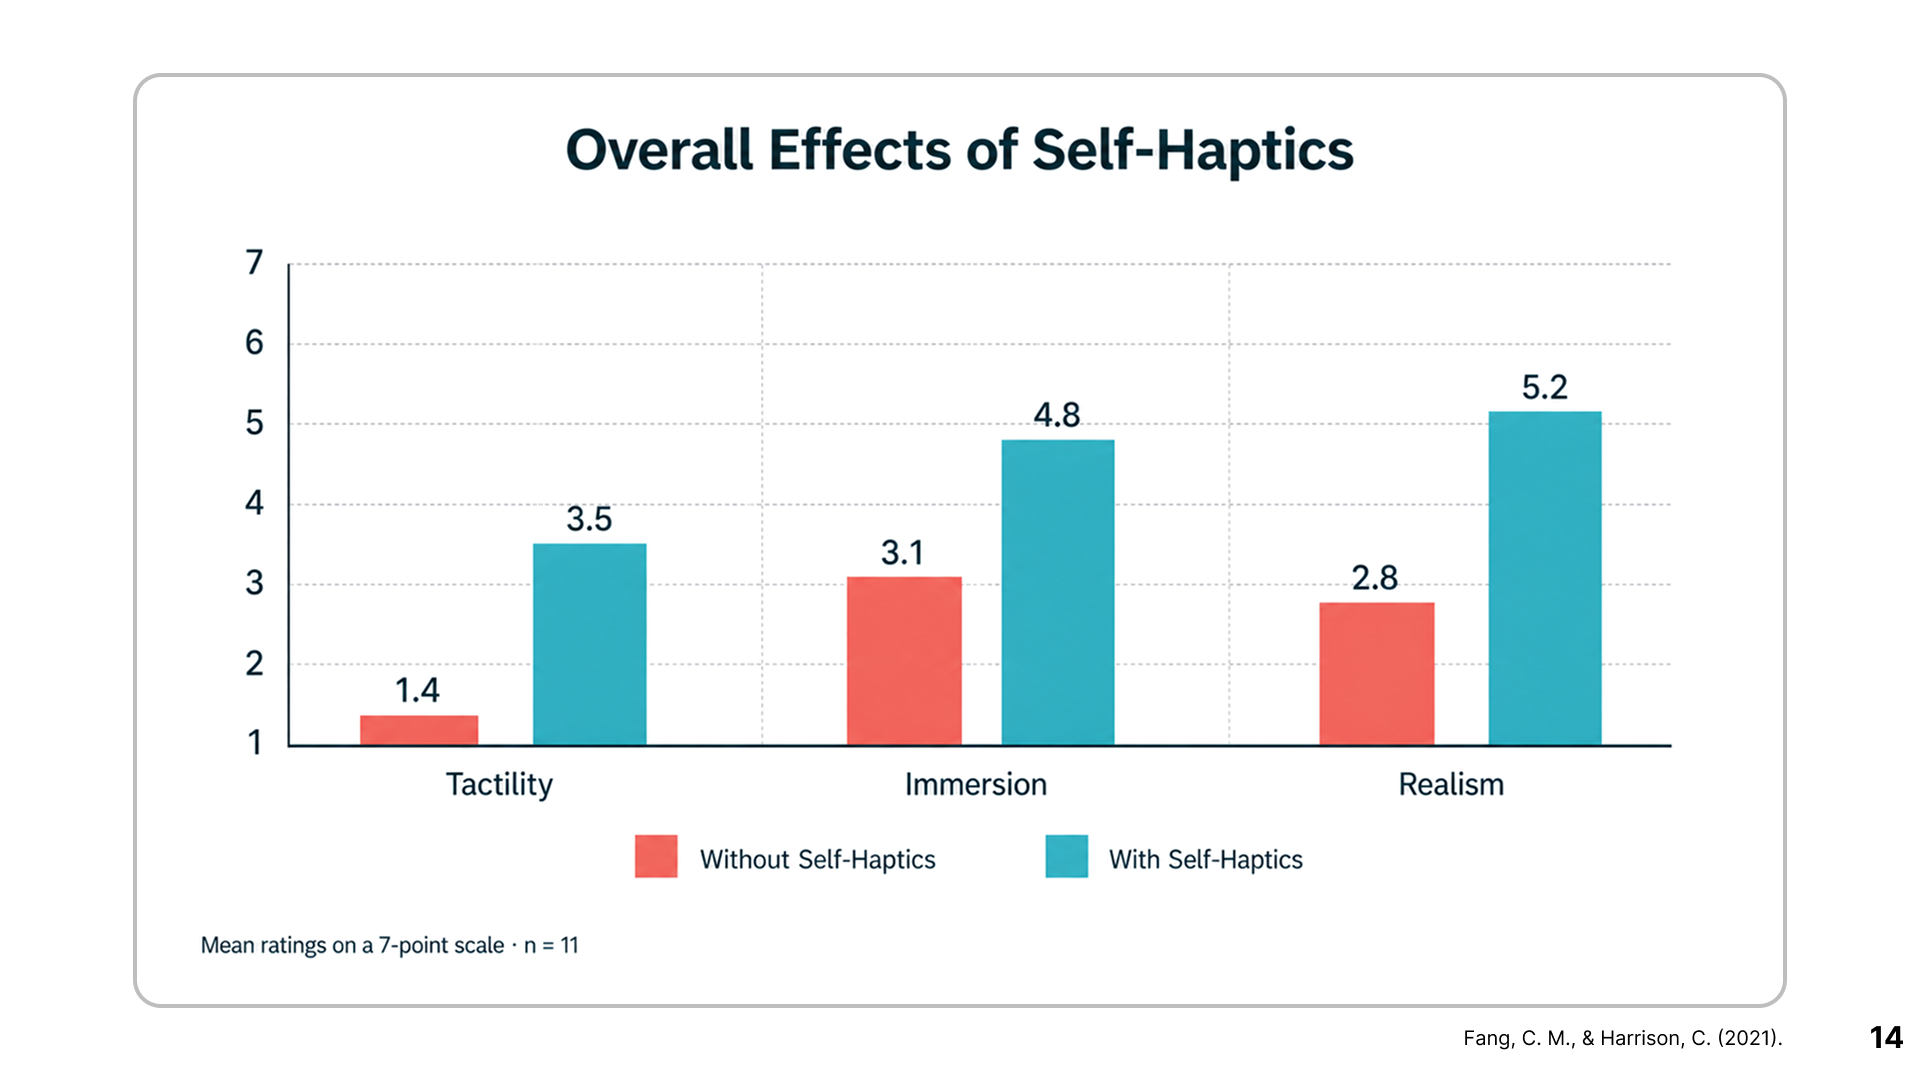 Overall Effects of Self-Haptics
7
6
5
4
3
2
1
1.4
3.5
3.1
4.8
2.8
5.2
Tactility
Immersion
Realism
Without Self-Haptics
With Self-Haptics
Mean ratings on a 7-point scale · n = 11
Fang, C. M., & Harrison, C. (2021).
14